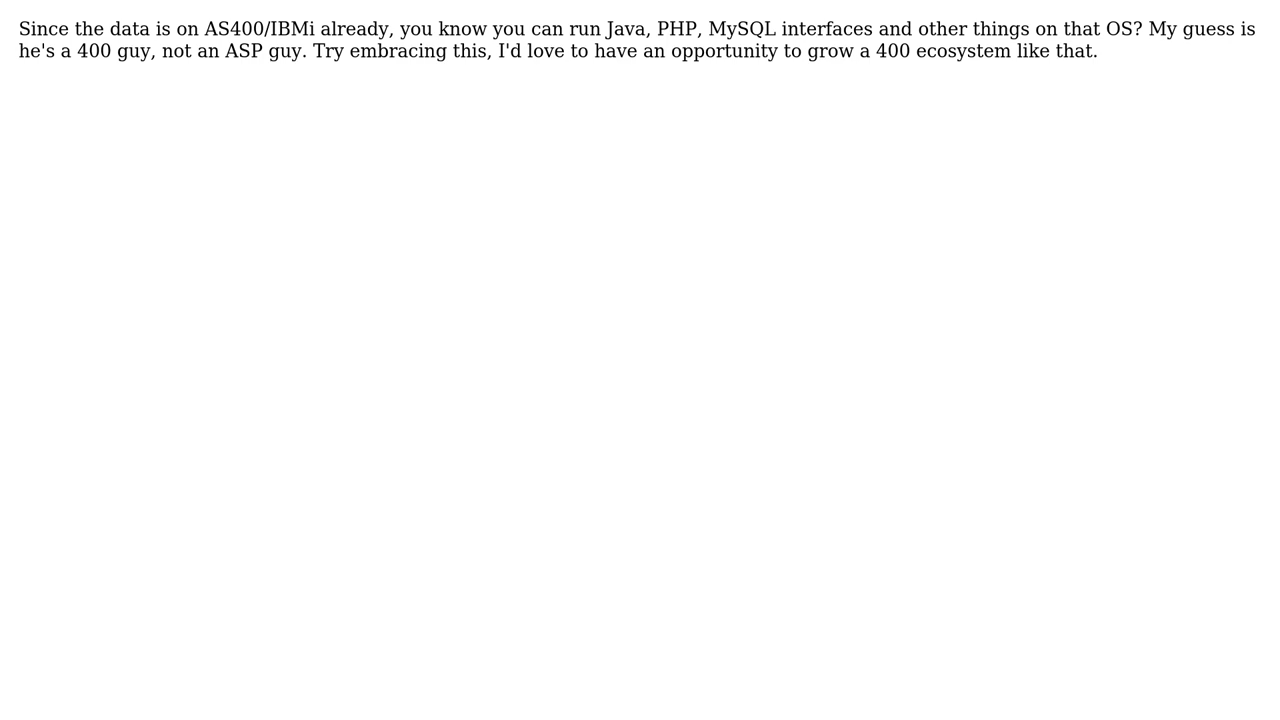 Since the data is on AS400/IBMi already, you know you can run Java, PHP, MySQL interfaces and other things on that OS? My guess is
he's a 400 guy, not an ASP guy. Try embracing this, I'd love to have an opportunity to grow a 400 ecosystem like that.